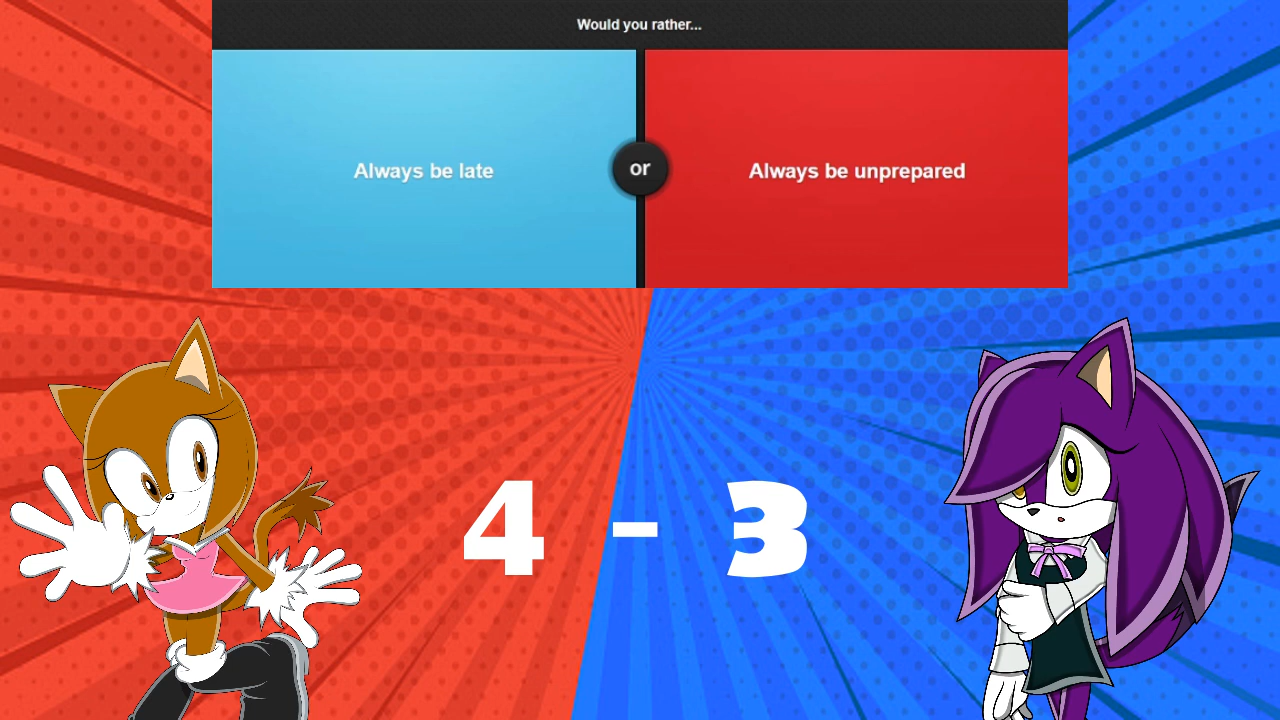 Would you rather...
Always be late
or
Always be unprepared
4 - 3